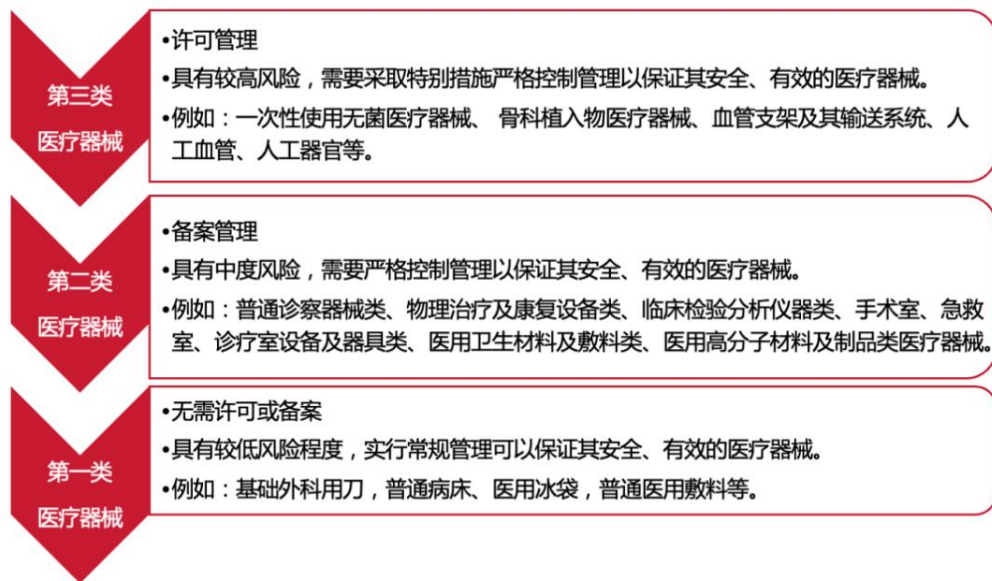 第三类
医疗器械
•许可管理
•具有较高风险，需要采取特别措施严格控制管理以保证其安全、有效的医疗器械。
•例如：一次性使用无菌医疗器械、 骨科植入物医疗器械、血管支架及其输送系统、人
工血管、人工器官等。
第二类
医疗器械
•备案管理
•具有中度风险，需要严格控制管理以保证其安全、有效的医疗器械。
•例如：普通诊察器械类、物理治疗及康复设备类、临床检验分析仪器类、手术室、急救
室、诊疗室设备及器具类、医用卫生材料及敷料类、医用高分子材料及制品类医疗器械。
第一类
医疗器械
•无需许可或备案
•具有较低风险程度，实行常规管理可以保证其安全、有效的医疗器械。
•例如：基础外科用刀，普通病床、医用冰袋，普通医用敷料等。